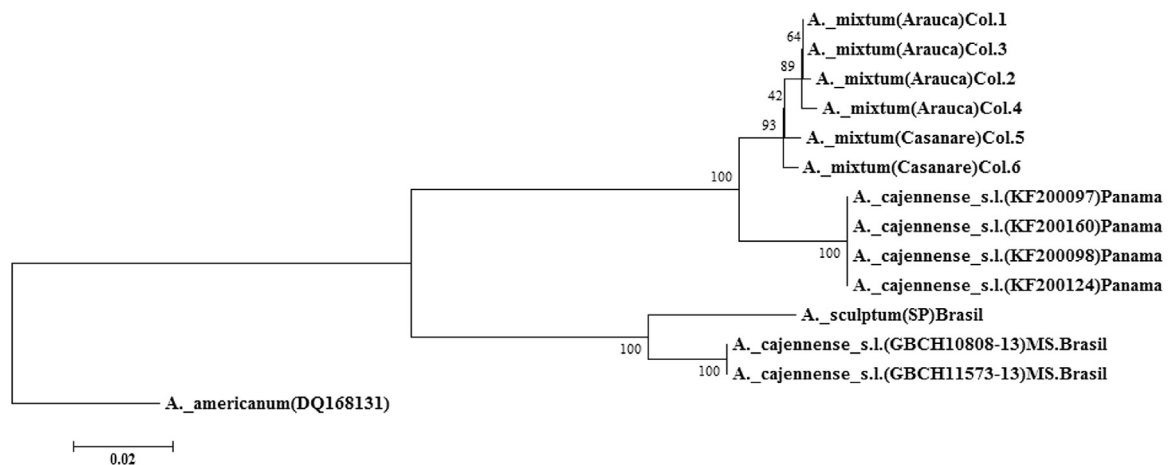 A._mixtum(Arauca)Col.1
64
A._mixtum(Arauca)Col.3
89
A._mixtum(Arauca)Col.2
42
A._mixtum(Arauca)Col.4
93
A._mixtum(Casanare)Col.5
A._mixtum(Casanare)Col.6
100
A._cajennense_s.l.(KF200097)Panama
A._cajennense_s.l.(KF200160)Panama
100
A._cajennense_s.l.(KF200098)Panama
A._cajennense_s.l.(KF200124)Panama
A._sculptum(SP)Brasil
100
A._cajennense_s.l.(GBCH10808-13)MS.Brasil
100
A._cajennense_s.l.(GBCH11573-13)MS.Brasil
A._americanum(DQ168131)
0.02